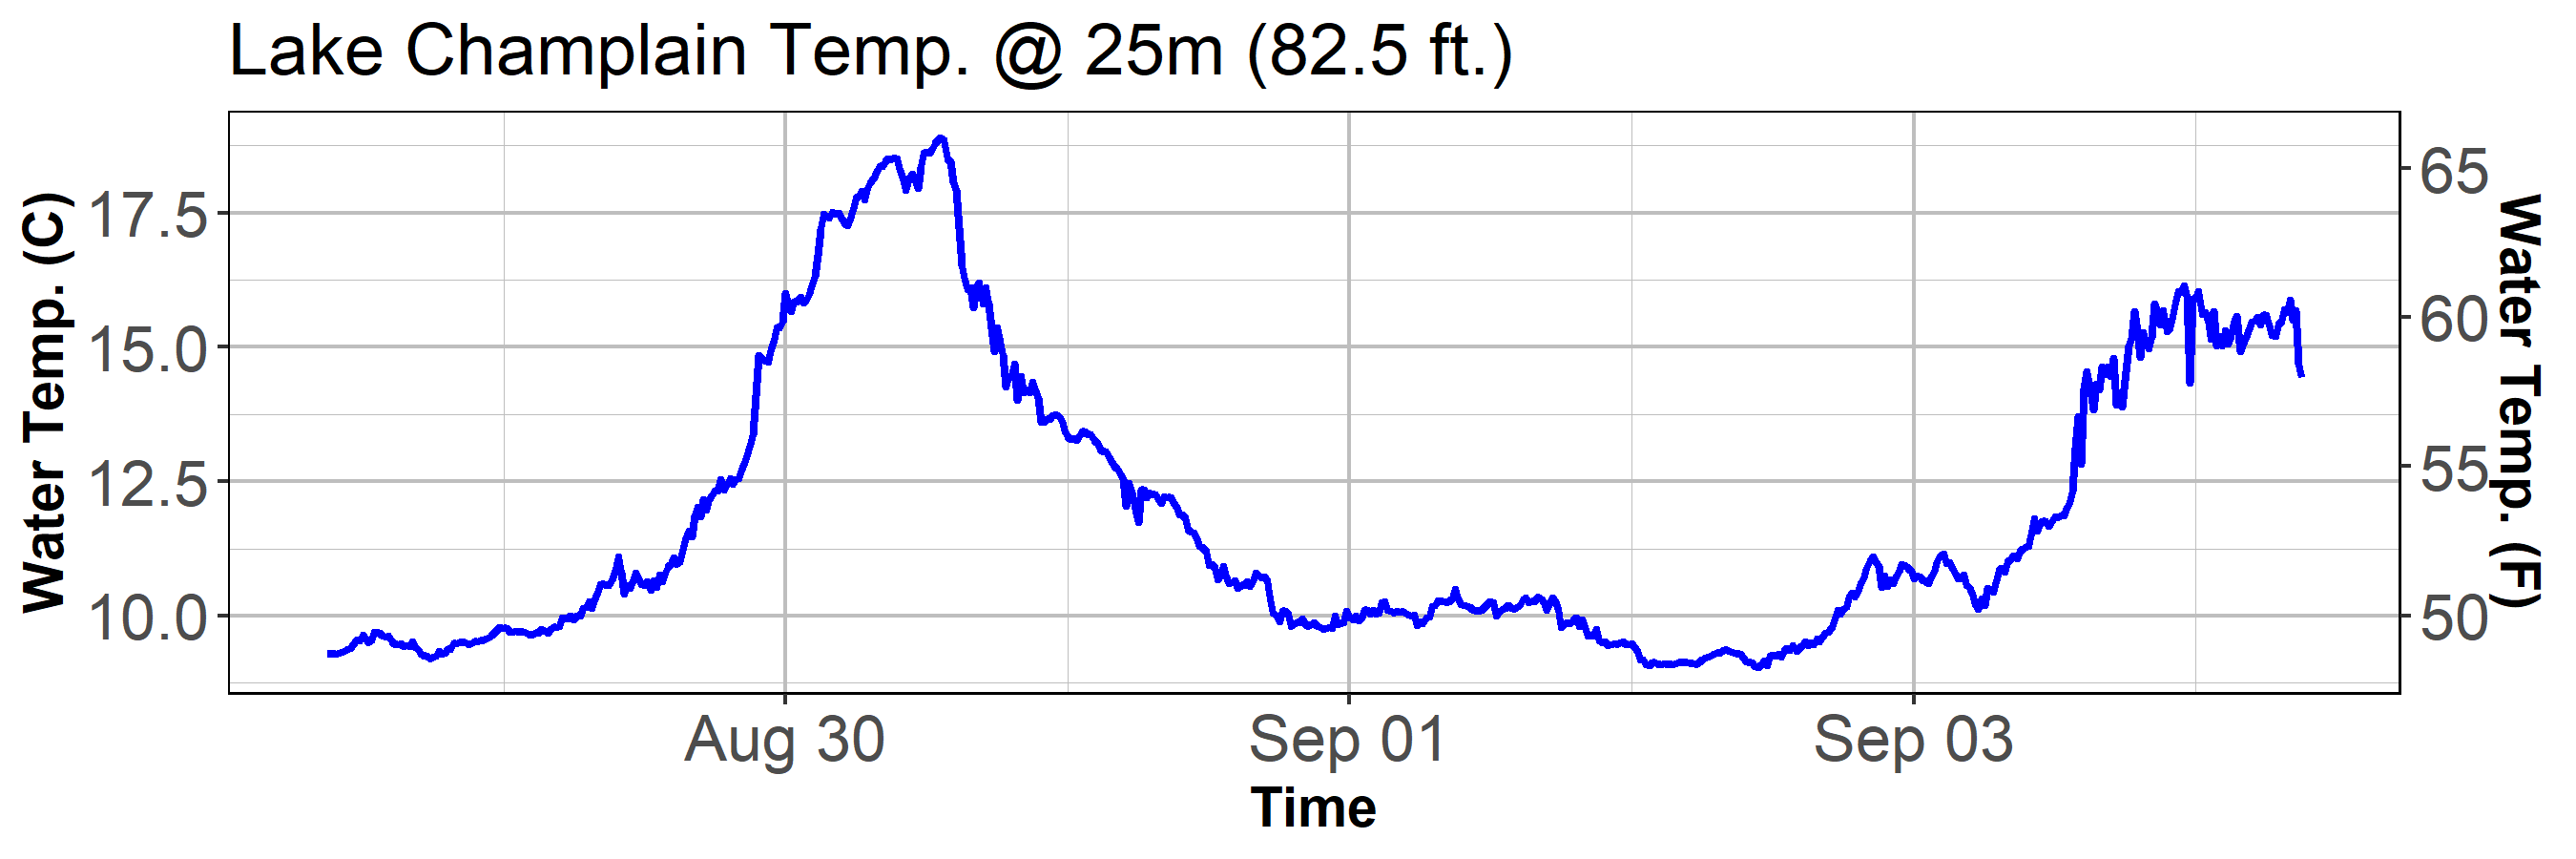 Lake Champlain Temp. @ 25m (82.5 ft.)
Water Temp. (C)
17.5
15.0
12.5
10.0
65
60
55
50
Water Temp. (F)
Aug 30
Sep 01
Sep 03
Time